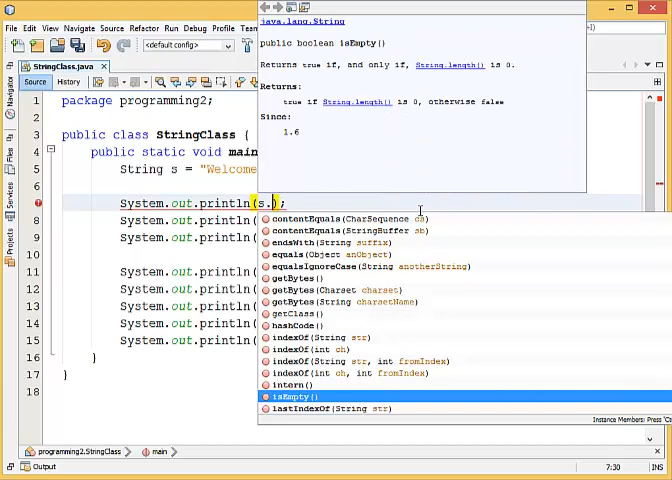 java.lang.String
File Edit View Navigate Source Refactor Run Debug Profile
public boolean isEmpty()
<default config>
Returns true if, and only if, String.length() is 0.
StringClass.java
Source History
Returns:
true if String.length() is 0, otherwise false
Since:
1.6
Navigator
Files
Services
Projects
1 package programming2;
2
3 public class StringClass {
4 public static void main
5 String s = "Welcome
6
System.out.println(s.);
8 System.out.println(
9 System.out.println(
10
11 System.out.println(
12 System.out.println(
13 System.out.println(
14 System.out.println(
15 System.out.println(
16 }
17 }
18
contentEquals(CharSequence cs)
contentEquals(StringBuffer sb)
endsWith(String suffix)
equals(Object anObject)
equalsIgnoreCase(String anotherString)
getBytes()
getBytes(Charset charset)
getBytes(String charsetName)
getClass()
hashCode()
indexOf(String str)
indexOf(int ch)
indexOf(String str, int fromIndex)
indexOf(int ch, int fromIndex)
intern()
isEmpty()
lastIndexOf(String str)
Instance Members; Press 'Ct
programming2.StringClass main
Output
7:30 INS